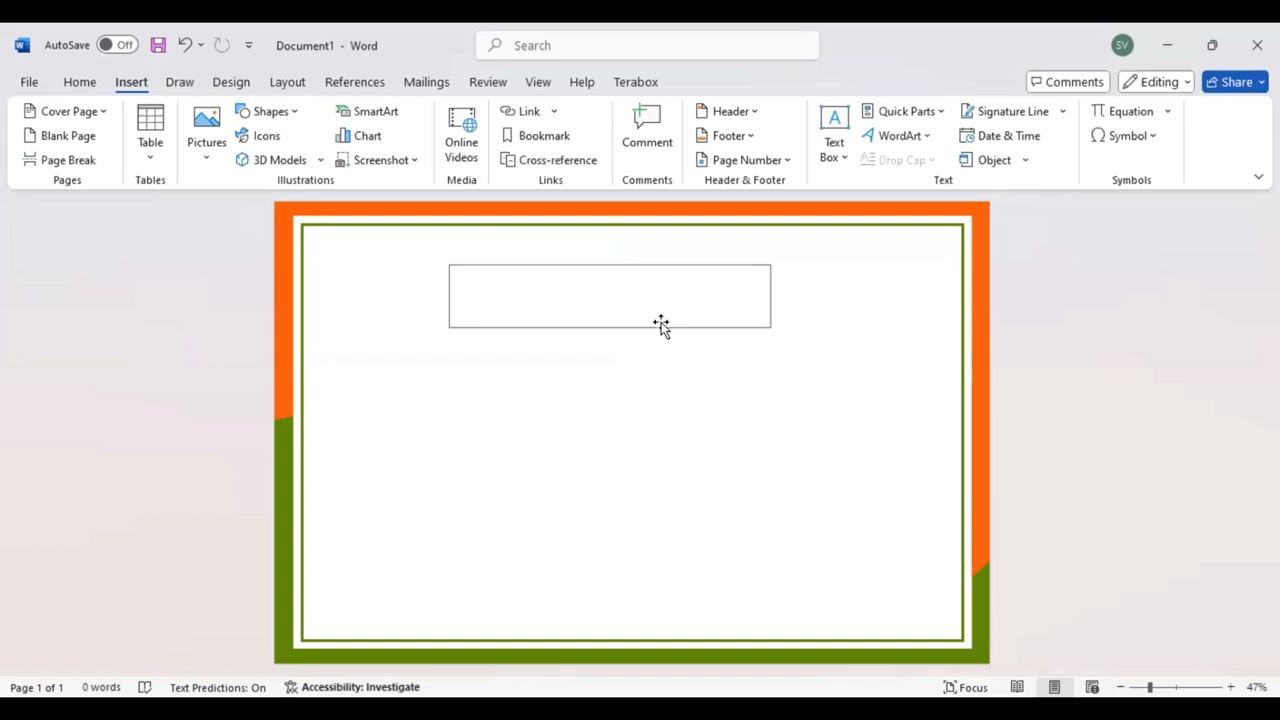 AutoSave Off Document1 - Word Search SV
File Home Insert Draw Design Layout References Mailings Review View Help Terabox Comments Editing Share
Cover Page Blank Page Page Break Pages
Table Tables
Pictures Shapes Icons 3D Models SmartArt Chart Screenshot Illustrations
Online Videos Media
Link Bookmark Cross-reference Links
Comment Comments
Header Footer Page Number Header & Footer
Text Box Quick Parts WordArt Drop Cap Signature Line Date & Time Object Text
Equation Symbol Symbols
Page 1 of 1 0 words Text Predictions: On Accessibility: Investigate Focus 47%